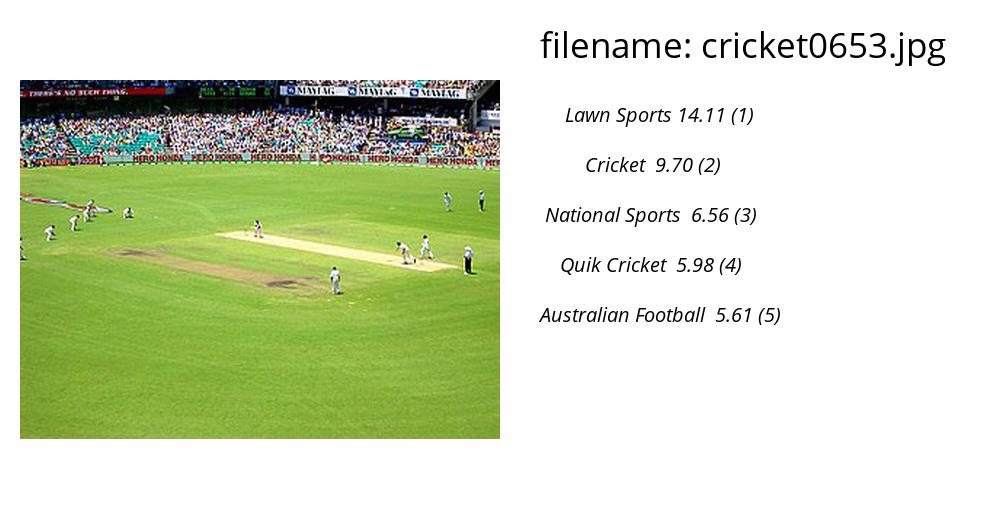 filename: cricket0653.jpg
THERE'S NO SUCH THING.
MAYTAG MAYTAG MAYTAG
HERO HONDA HERO HONDA HERO HONDA HONDA HERO HONDA HONDA
Lawn Sports 14.11 (1)
Cricket 9.70 (2)
National Sports 6.56 (3)
Quik Cricket 5.98 (4)
Australian Football 5.61 (5)